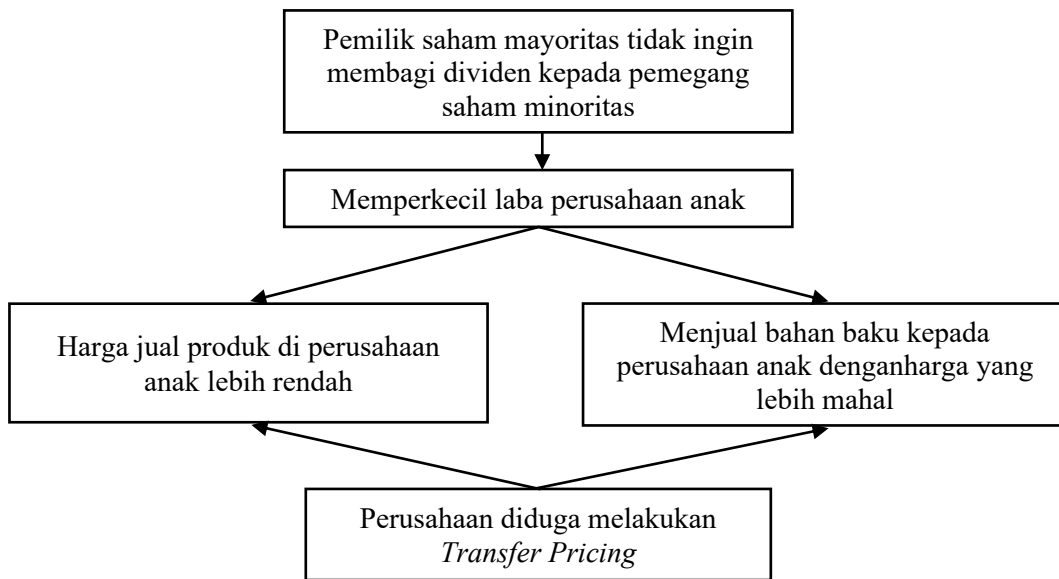 Pemilik saham mayoritas tidak ingin
membagi dividen kepada pemegang
saham minoritas
Memperkecil laba perusahaan anak
Harga jual produk di perusahaan
anak lebih rendah
Menjual bahan baku kepada
perusahaan anak denganharga yang
lebih mahal
Perusahaan diduga melakukan
Transfer Pricing